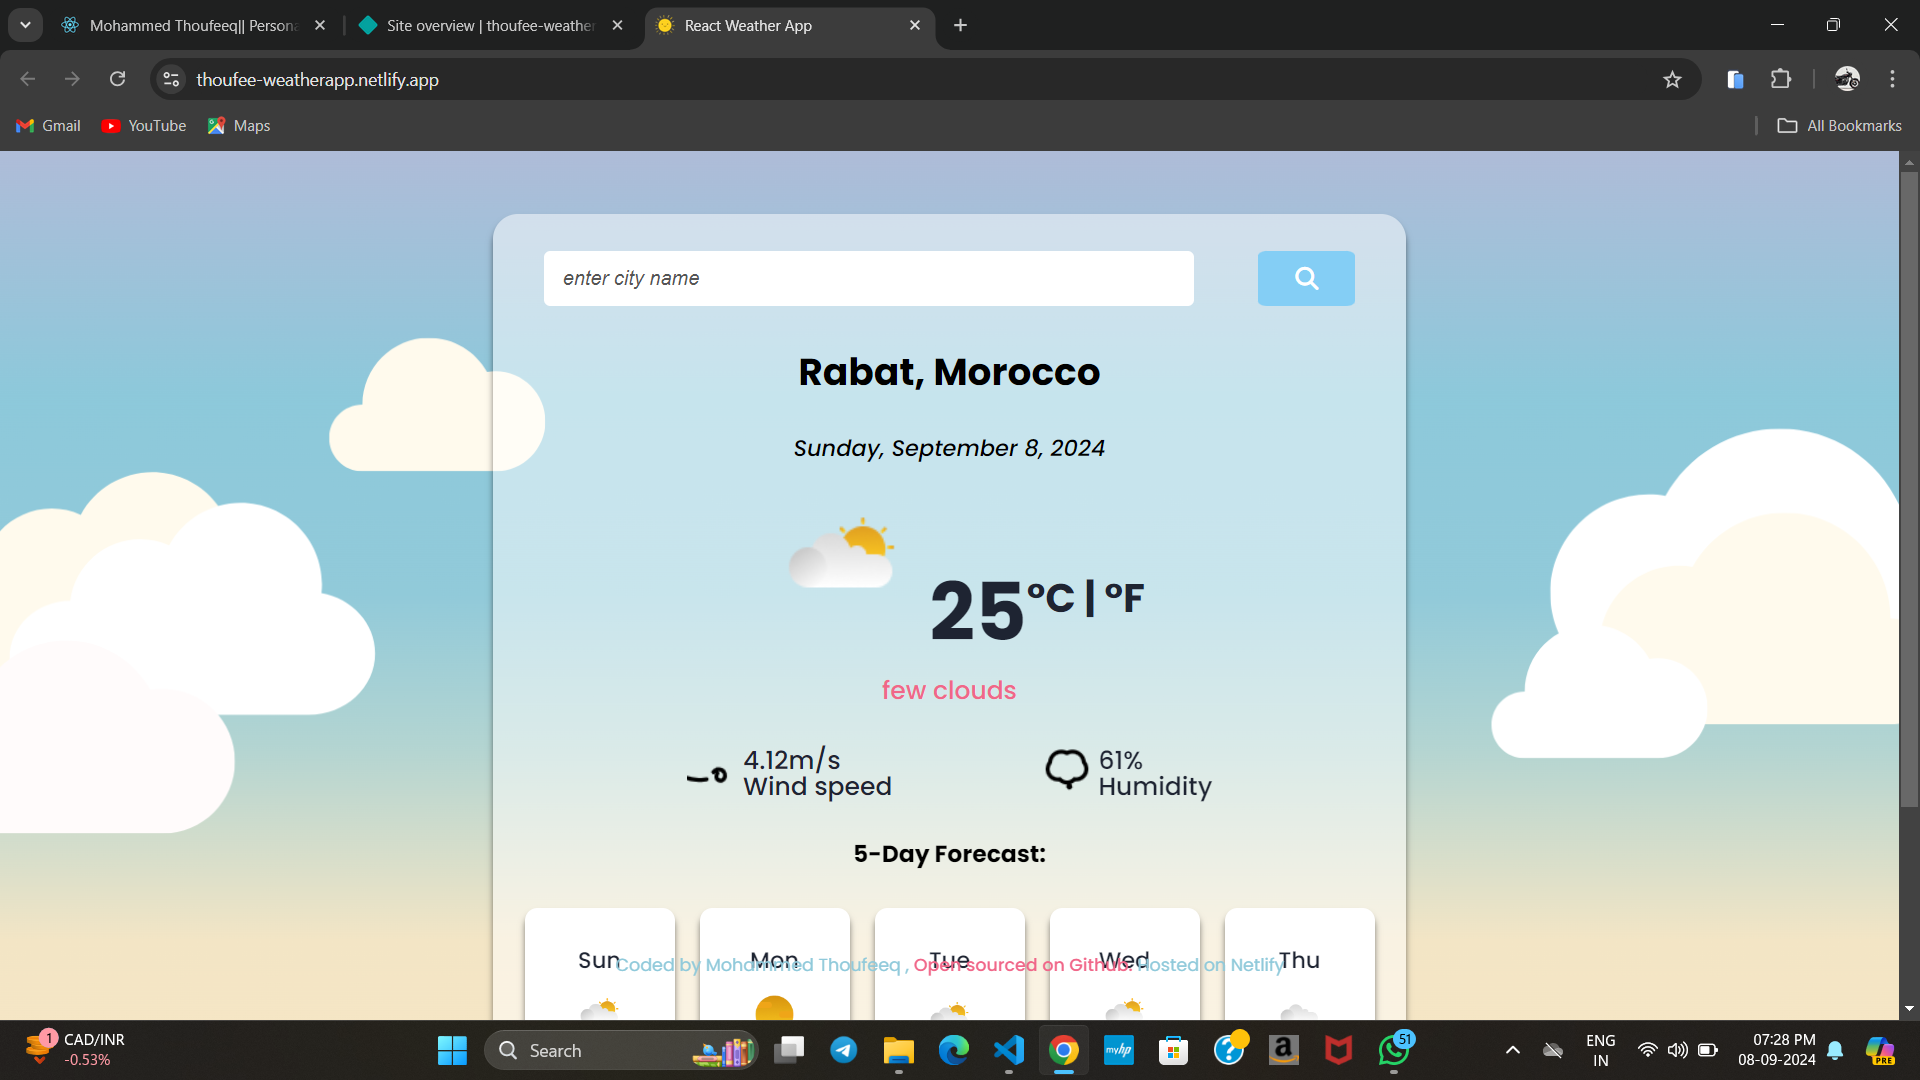 Mohammed Thoufeeq|| Persona
Site overview | thoufee-weather
React Weather App
thoufee-weatherapp.netlify.app
Gmail
YouTube
Maps
All Bookmarks
enter city name
Rabat, Morocco
Sunday, September 8, 2024
25°C | °F
few clouds
4.12m/s
Wind speed
61%
Humidity
5-Day Forecast:
Sun Mon Tue Wed Thu
Coded by Mohammed Thoufeeq , Open sourced on Github. Hosted on Netlify
1
CAD/INR
-0.53%
Search
myhp
51
ENG
IN
07:28 PM
08-09-2024
PRE